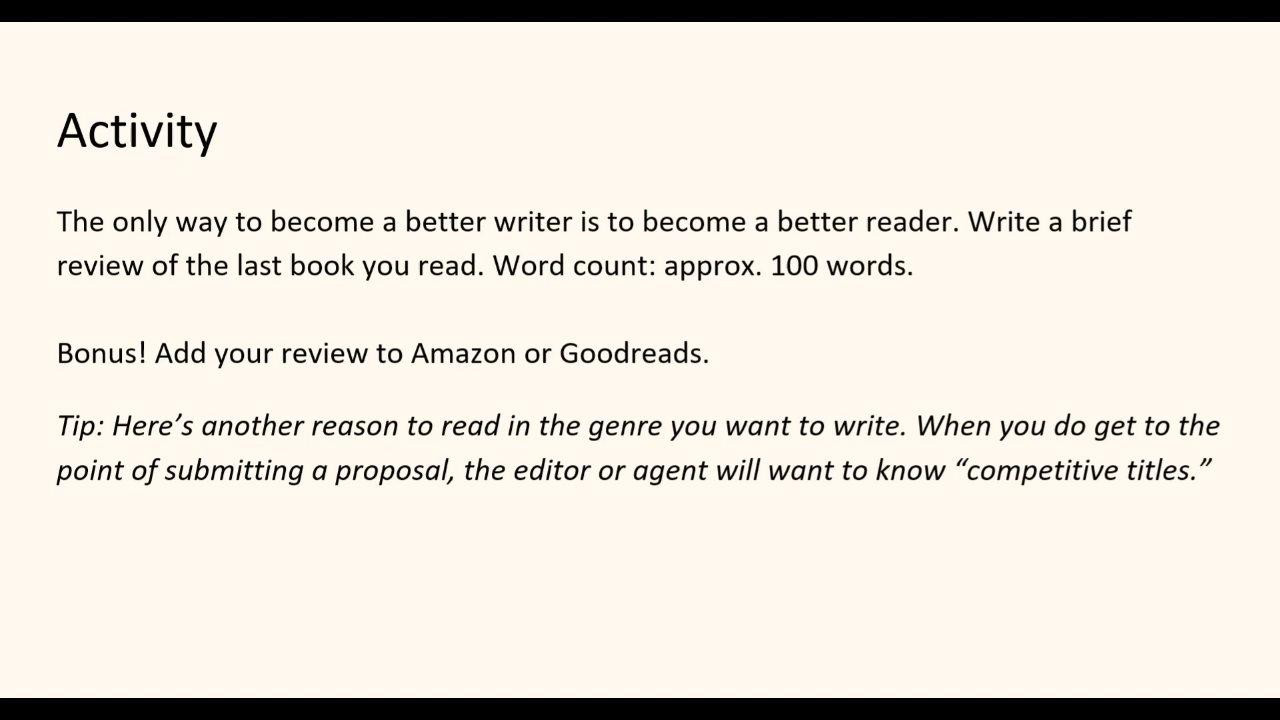 Activity
The only way to become a better writer is to become a better reader. Write a brief
review of the last book you read. Word count: approx. 100 words.
Bonus! Add your review to Amazon or Goodreads.
Tip: Here’s another reason to read in the genre you want to write. When you do get to the
point of submitting a proposal, the editor or agent will want to know “competitive titles.”